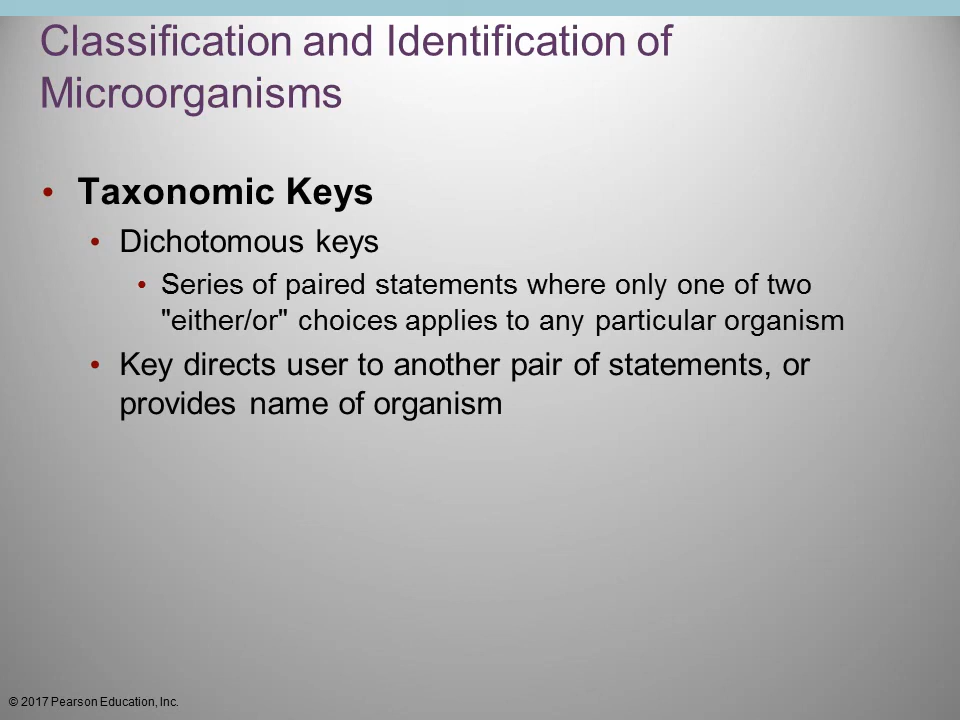 Classification and Identification of
Microorganisms
• Taxonomic Keys
• Dichotomous keys
• Series of paired statements where only one of two
"either/or" choices applies to any particular organism
• Key directs user to another pair of statements, or
provides name of organism
© 2017 Pearson Education, Inc.